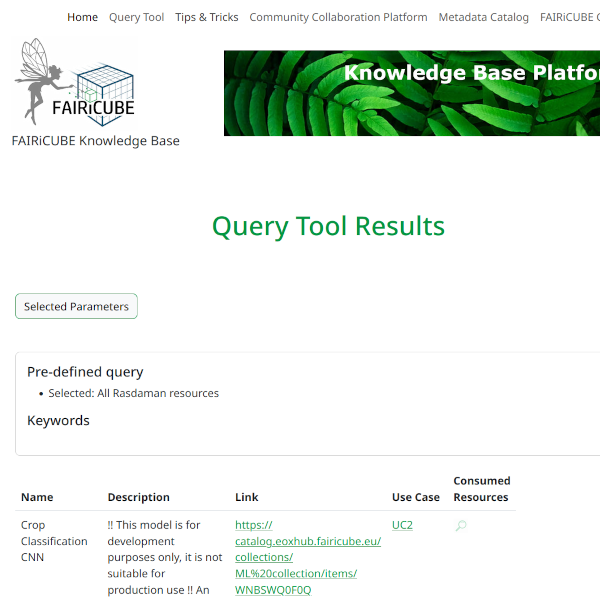 Home Query Tool Tips & Tricks Community Collaboration Platform Metadata Catalog FAIRiCUBE
FAIRiCUBE
Knowledge Base Platfo
FAIRiCUBE Knowledge Base
Query Tool Results
Selected Parameters
Pre-defined query
• Selected: All Rasdaman resources
Keywords
Name Description Link Use Case Consumed Resources
Crop Classification CNN
!! This model is for development purposes only, it is not suitable for production use !! An
https://
catalog.eoxhub.fairicube.eu/
collections/
ML%20collection/items/
WNBSWQ0F0Q
UC2